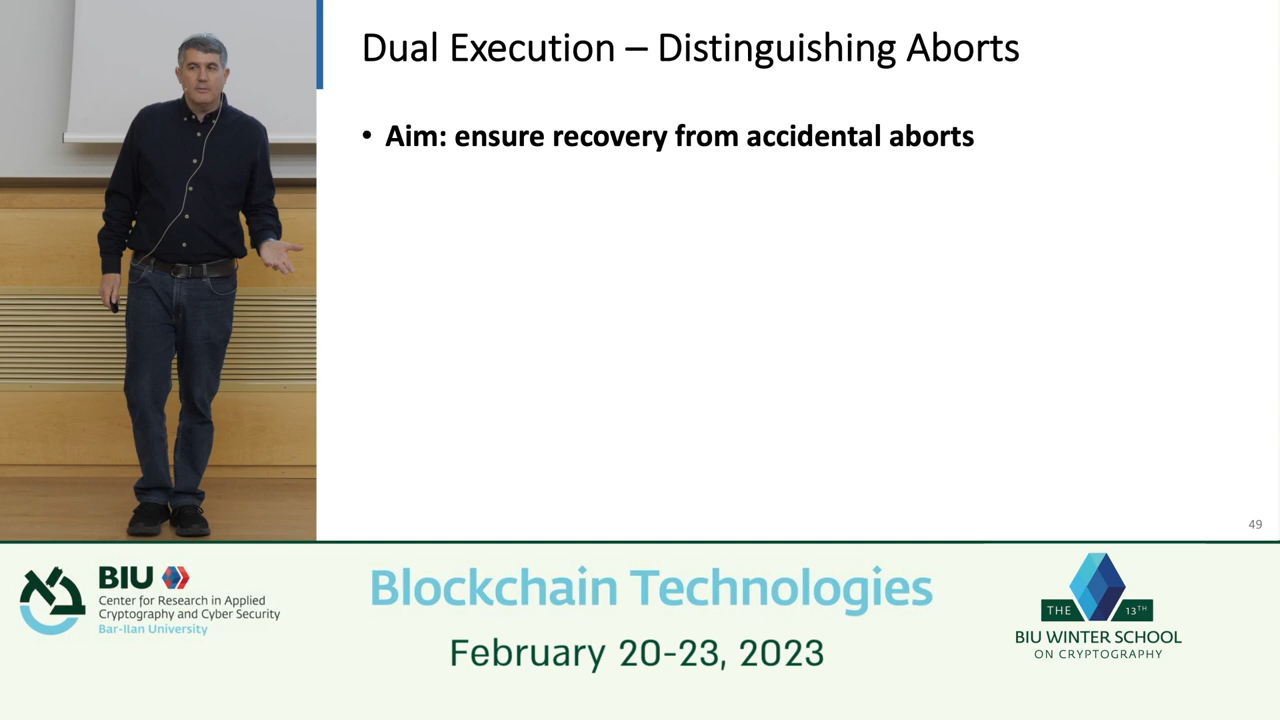 Dual Execution – Distinguishing Aborts
• Aim: ensure recovery from accidental aborts
49
BIU
Center for Research in Applied
Cryptography and Cyber Security
Bar-Ilan University
Blockchain Technologies
February 20-23, 2023
THE 13TH
BIU WINTER SCHOOL
ON CRYPTOGRAPHY